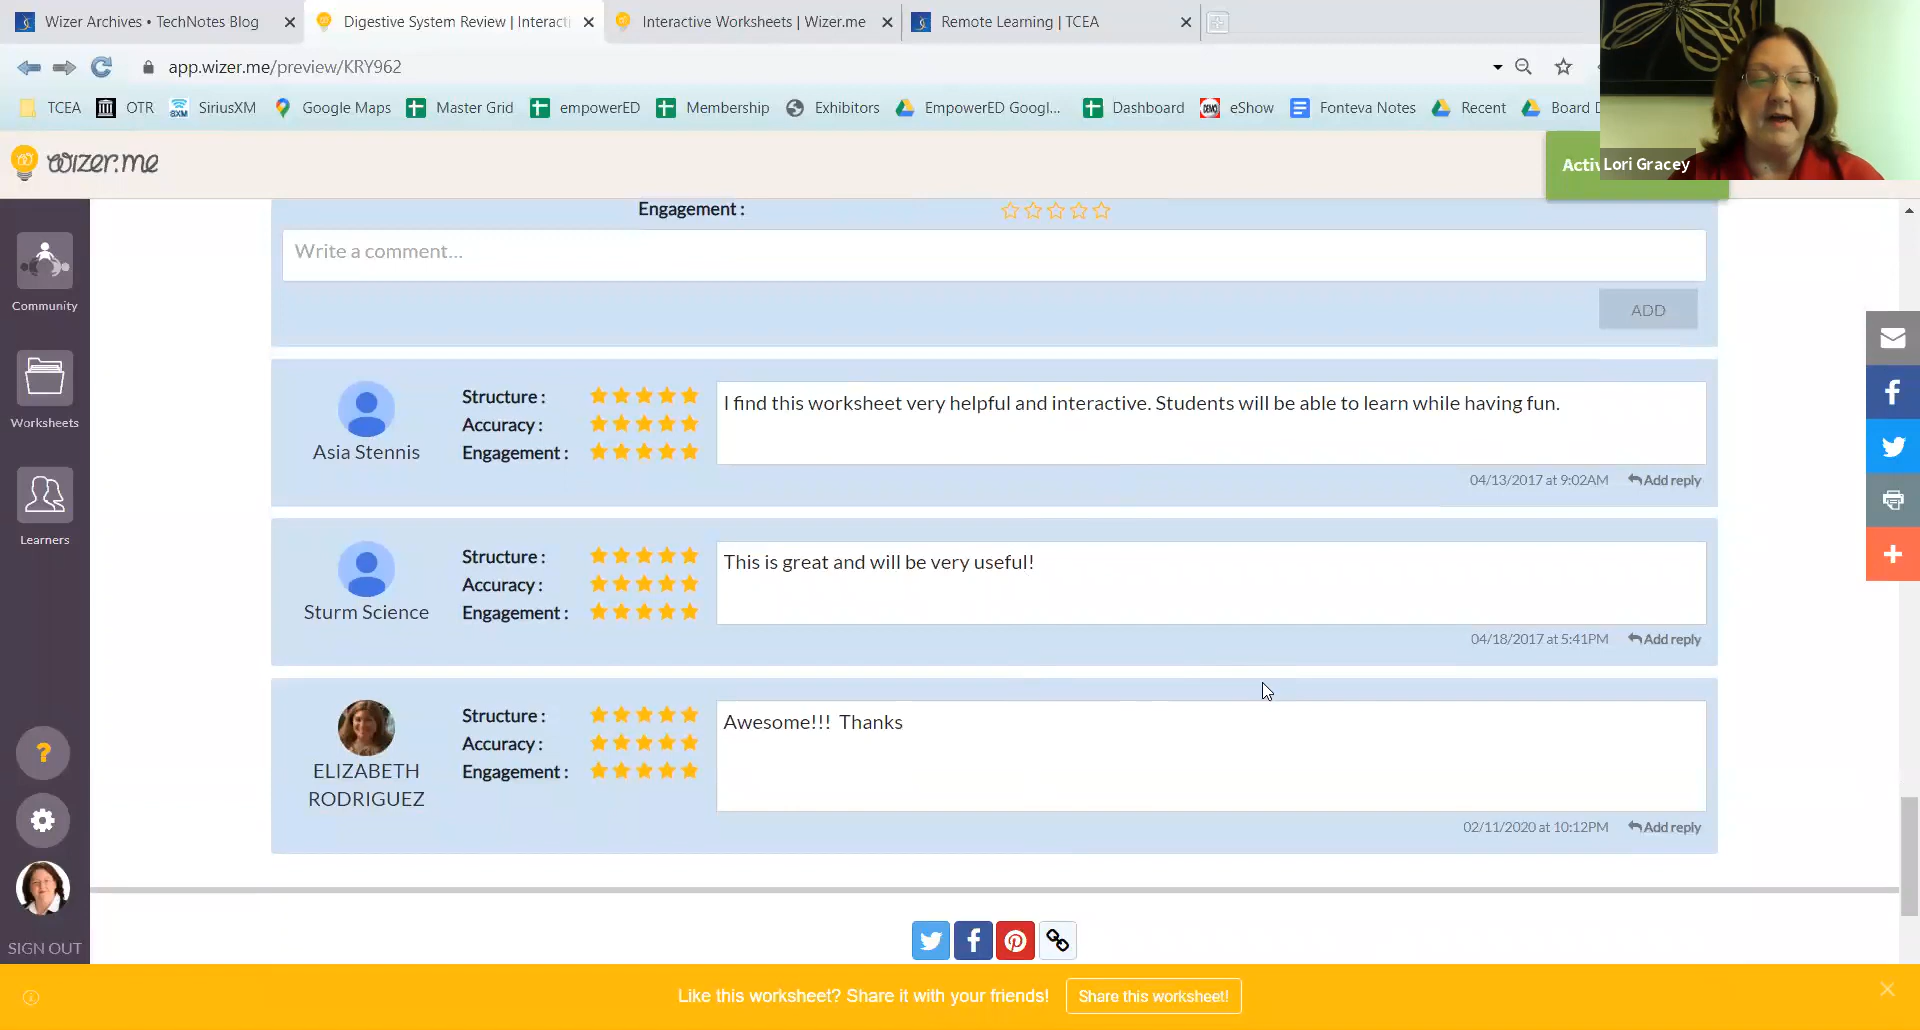 Wizer Archives • TechNotes Blog
Digestive System Review | Interacti
Interactive Worksheets | Wizer.me
Remote Learning | TCEA
app.wizer.me/preview/KRY962
TCEA OTR SiriusXM Google Maps Master Grid empowerED Membership Exhibitors EmpowerED Googl... Dashboard eShow Fonteva Notes Recent Board D
wizer.me
Lori Gracey
Engagement :
Write a comment...
ADD
Community
Worksheets
Learners
SIGN OUT
Asia Stennis
Structure :
Accuracy :
Engagement :
I find this worksheet very helpful and interactive. Students will be able to learn while having fun.
04/13/2017 at 9:02AM Add reply
Sturm Science
Structure :
Accuracy :
Engagement :
This is great and will be very useful!
04/18/2017 at 5:41PM Add reply
ELIZABETH
RODRIGUEZ
Structure :
Accuracy :
Engagement :
Awesome!!! Thanks
02/11/2020 at 10:12PM Add reply
Like this worksheet? Share it with your friends! Share this worksheet!